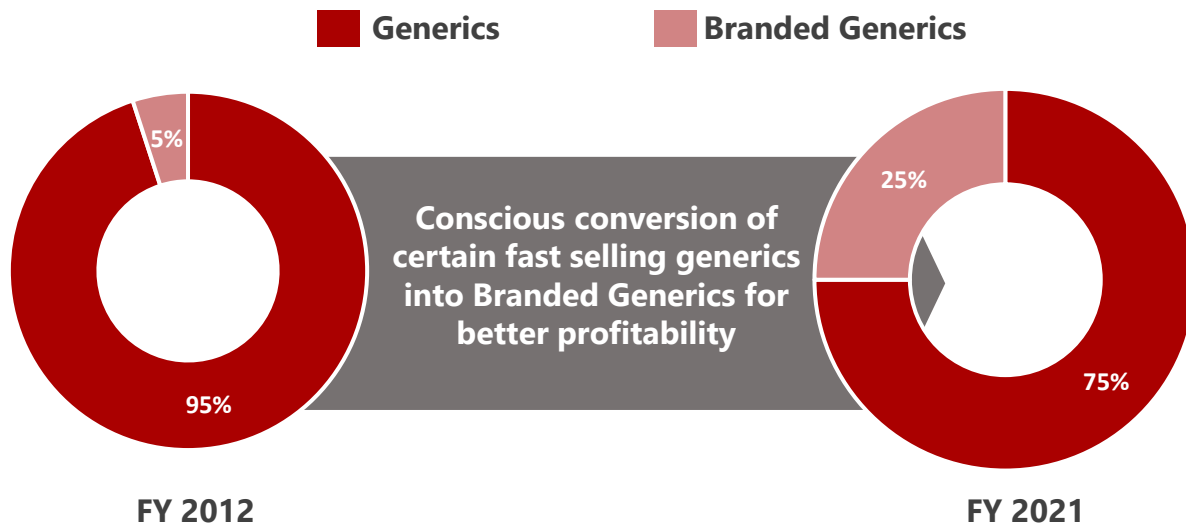 Generics
Branded Generics
5%
95%
Conscious conversion of
certain fast selling generics
into Branded Generics for
better profitability
25%
75%
FY 2012
FY 2021